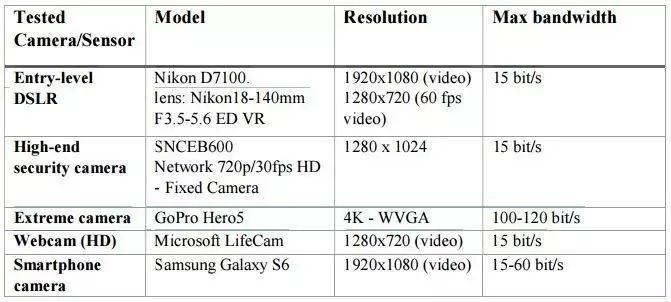 Tested Camera/Sensor	Model	Resolution	Max bandwidth
Entry-level DSLR	Nikon D7100. lens: Nikon18-140mm F3.5-5.6 ED VR	1920x1080 (video) 1280x720 (60 fps video)	15 bit/s
High-end security camera	SNCEB600 Network 720p/30fps HD - Fixed Camera	1280 x 1024	15 bit/s
Extreme camera	GoPro Hero5	4K - WVGA	100-120 bit/s
Webcam (HD)	Microsoft LifeCam	1280x720 (video)	15 bit/s
Smartphone camera	Samsung Galaxy S6	1920x1080 (video)	15-60 bit/s